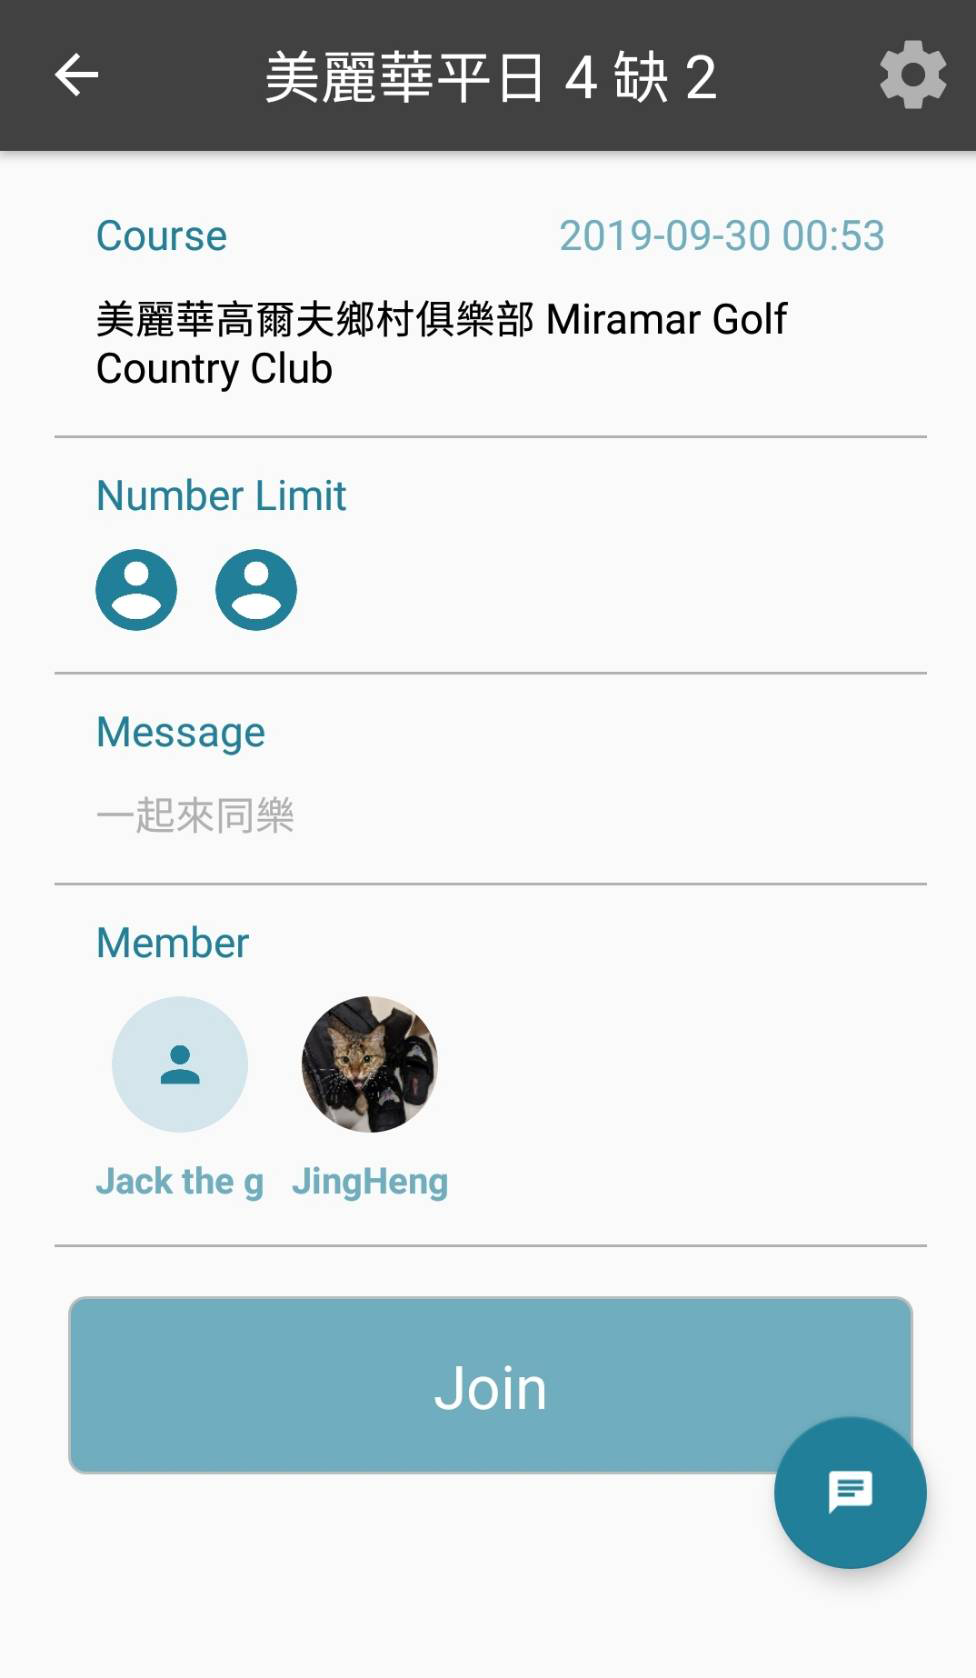 美麗華平日 4 缺 2
Course
2019-09-30 00:53
美麗華高爾夫鄉村俱樂部 Miramar Golf
Country Club
Number Limit
Message
一起來同樂
Member
Jack the g
JingHeng
Join